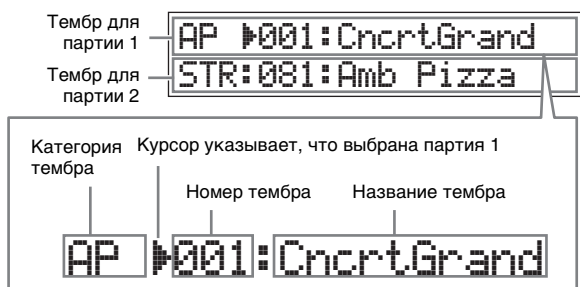 Тембр для
партии 1
AP 001:CncrtGrand
Тембр для
партии 2
STR:081:Amb Pizza
Категория
тембра
Курсор указывает, что выбрана партия 1
Номер тембра
Название тембра
AP 001:CncrtGrand